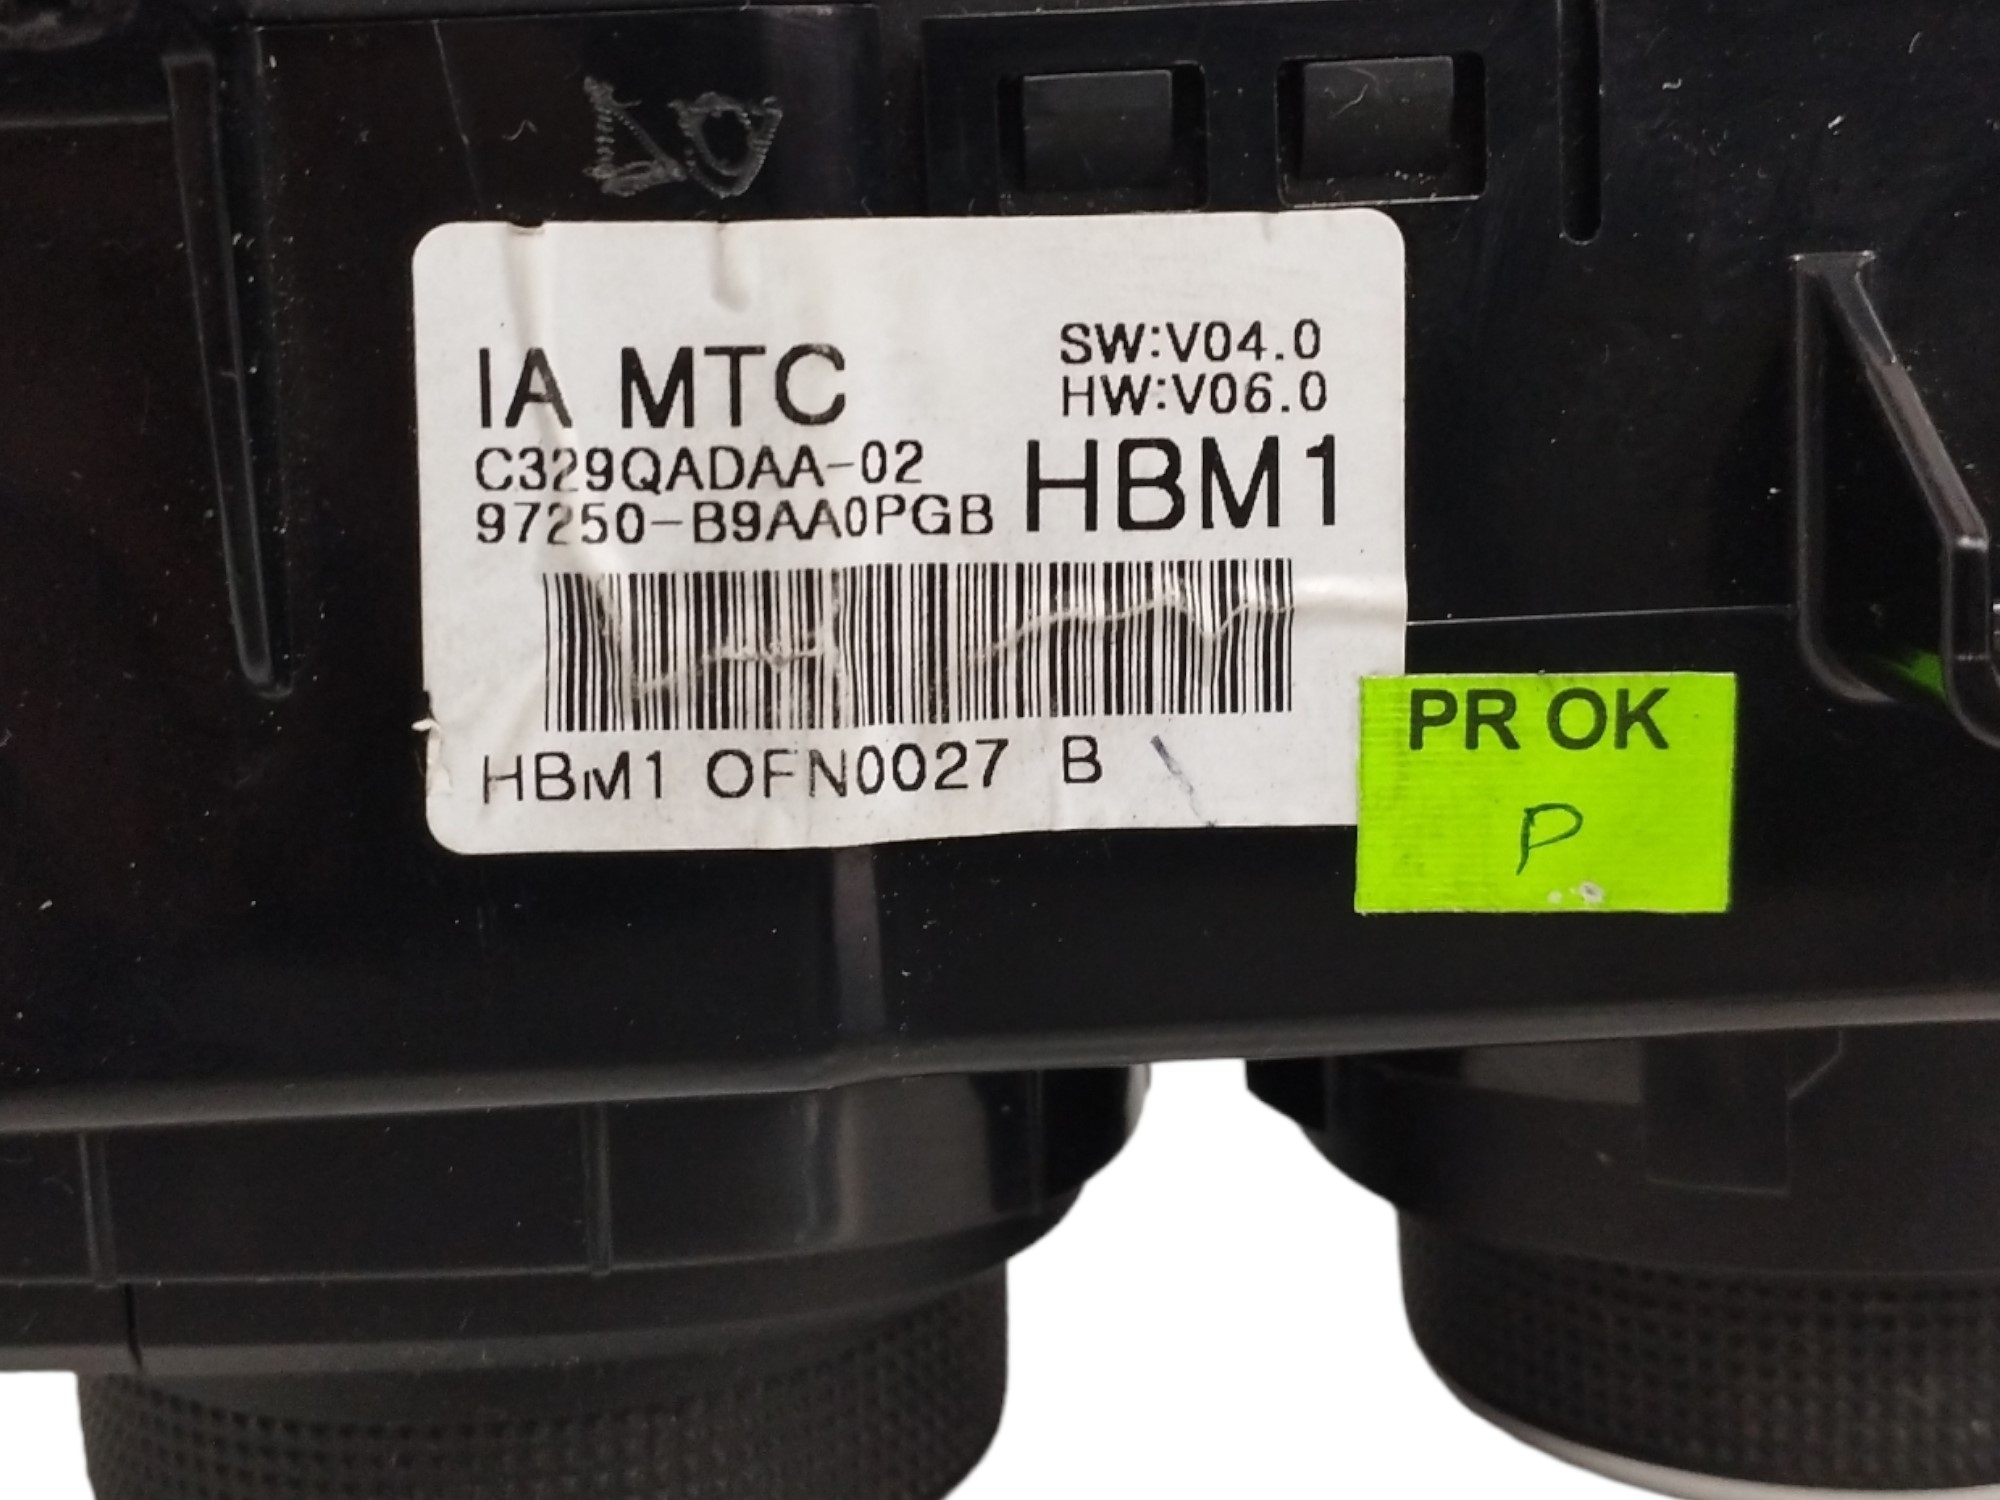 IA MTC
SW:V04.0
HW:V06.0
C329QADAA-02
97250-B9AA0PGB
HBM1
HBM1 OFN0027 B
PR OK
P